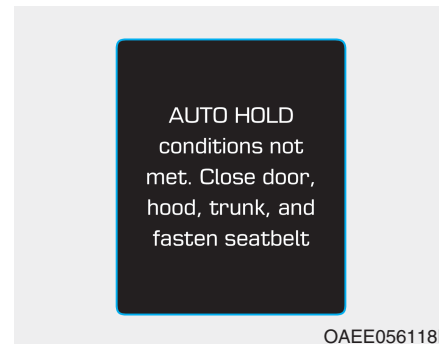 AUTO HOLD
conditions not
met. Close door,
hood, trunk, and
fasten seatbelt
OAEE056118